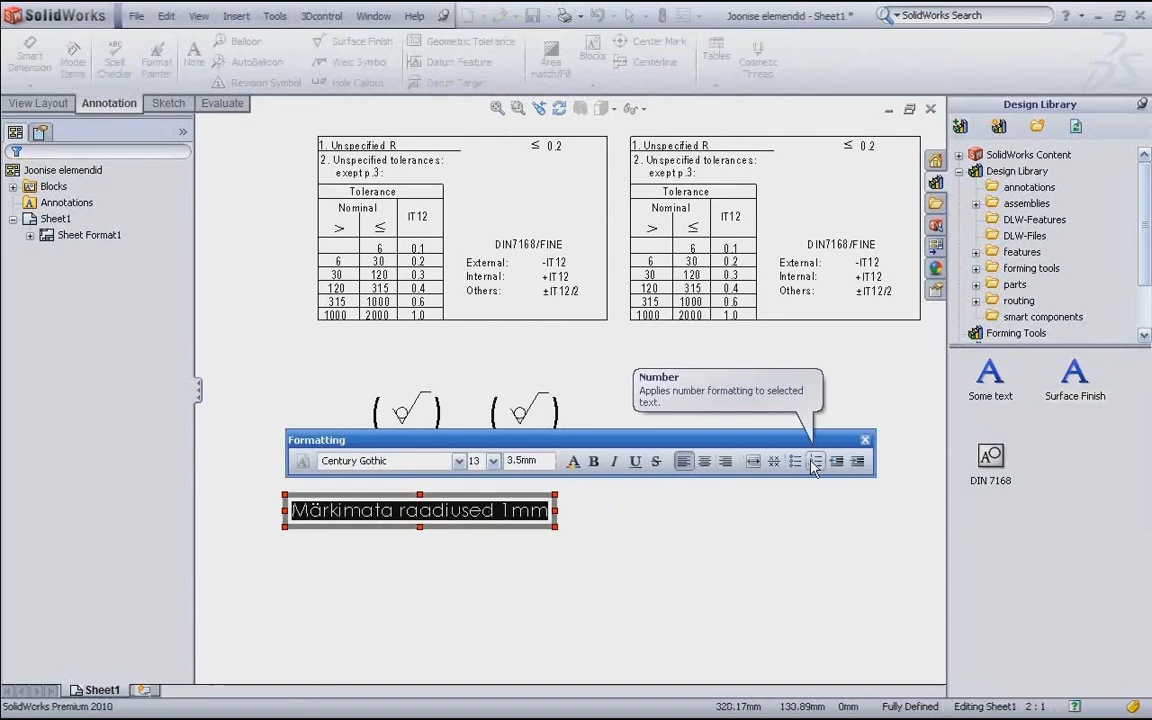 SolidWorks File Edit View Insert Tools 3Dcontrol Window Help Joonise elemendid - Sheet1 * SolidWorks Search
Smart Dimension
Model Items
Spell Checker
Format Painter
Note
Balloon
AutoBalloon
Revision Symbol
Surface Finish
Weld Symbol
Hole Callout
Geometric Tolerance
Datum Feature
Datum Target
Area Hatch/Fill
Blocks
Center Mark
Centerline
Tables
Cosmetic Thread
View Layout Annotation Sketch Evaluate
Joonise elemendid
Blocks
Annotations
Sheet1
Sheet Format1
1. Unspecified R ≤ 0.2
2. Unspecified tolerances:
exept p.3:
Tolerance
Nominal IT12
> ≤
6 0.1
6 30 0.2
30 120 0.3
120 315 0.4
315 1000 0.6
1000 2000 1.0
DIN7168/FINE
External: -IT12
Internal: +IT12
Others: ±IT12/2
1. Unspecified R ≤ 0.2
2. Unspecified tolerances:
exept p.3:
Tolerance
Nominal IT12
> ≤
6 0.1
6 30 0.2
30 120 0.3
120 315 0.4
315 1000 0.6
1000 2000 1.0
DIN7168/FINE
External: -IT12
Internal: +IT12
Others: ±IT12/2
Number
Applies number formatting to selected
text.
Formatting
Century Gothic 13 3.5mm A B I U S
Märkimata raadiused 1mm
Design Library
SolidWorks Content
Design Library
annotations
assemblies
DLW-Features
DLW-Files
features
forming tools
parts
routing
smart components
Forming Tools
Some text
Surface Finish
DIN 7168
Sheet1
SolidWorks Premium 2010 320.17mm 130.89mm 0mm Fully Defined Editing Sheet1 2 : 1